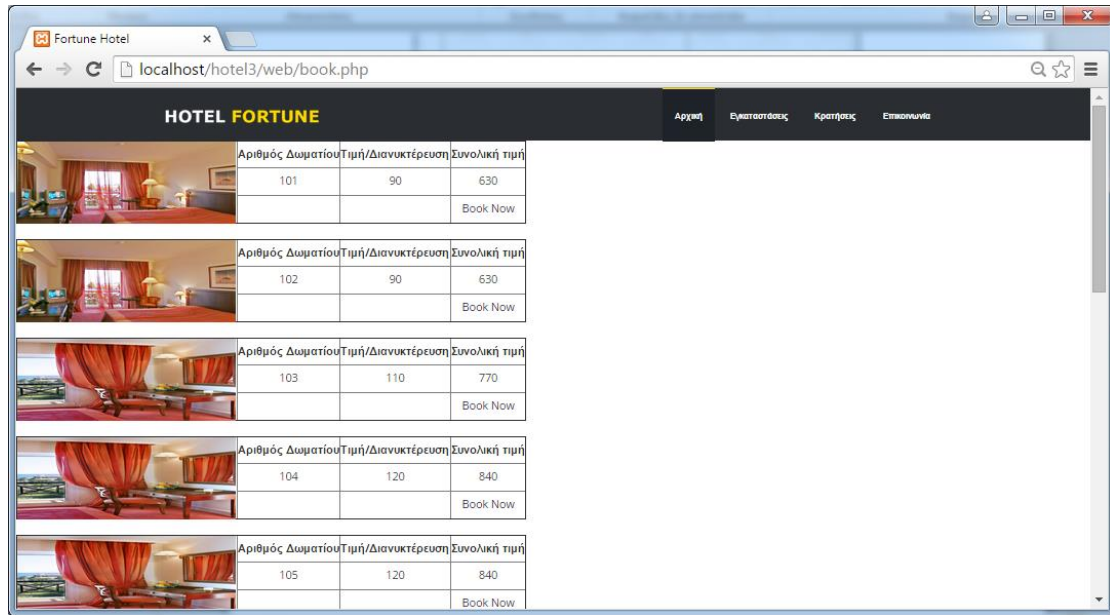 Fortune Hotel
localhost/hotel3/web/book.php
HOTEL FORTUNE Αρχική Εγκαταστάσεις Κρατήσεις Επικοινωνία
Αριθμός Δωματίου Τιμή/Διανυκτέρευση Συνολική τιμή
101 90 630
Book Now
Αριθμός Δωματίου Τιμή/Διανυκτέρευση Συνολική τιμή
102 90 630
Book Now
Αριθμός Δωματίου Τιμή/Διανυκτέρευση Συνολική τιμή
103 110 770
Book Now
Αριθμός Δωματίου Τιμή/Διανυκτέρευση Συνολική τιμή
104 120 840
Book Now
Αριθμός Δωματίου Τιμή/Διανυκτέρευση Συνολική τιμή
105 120 840
Book Now